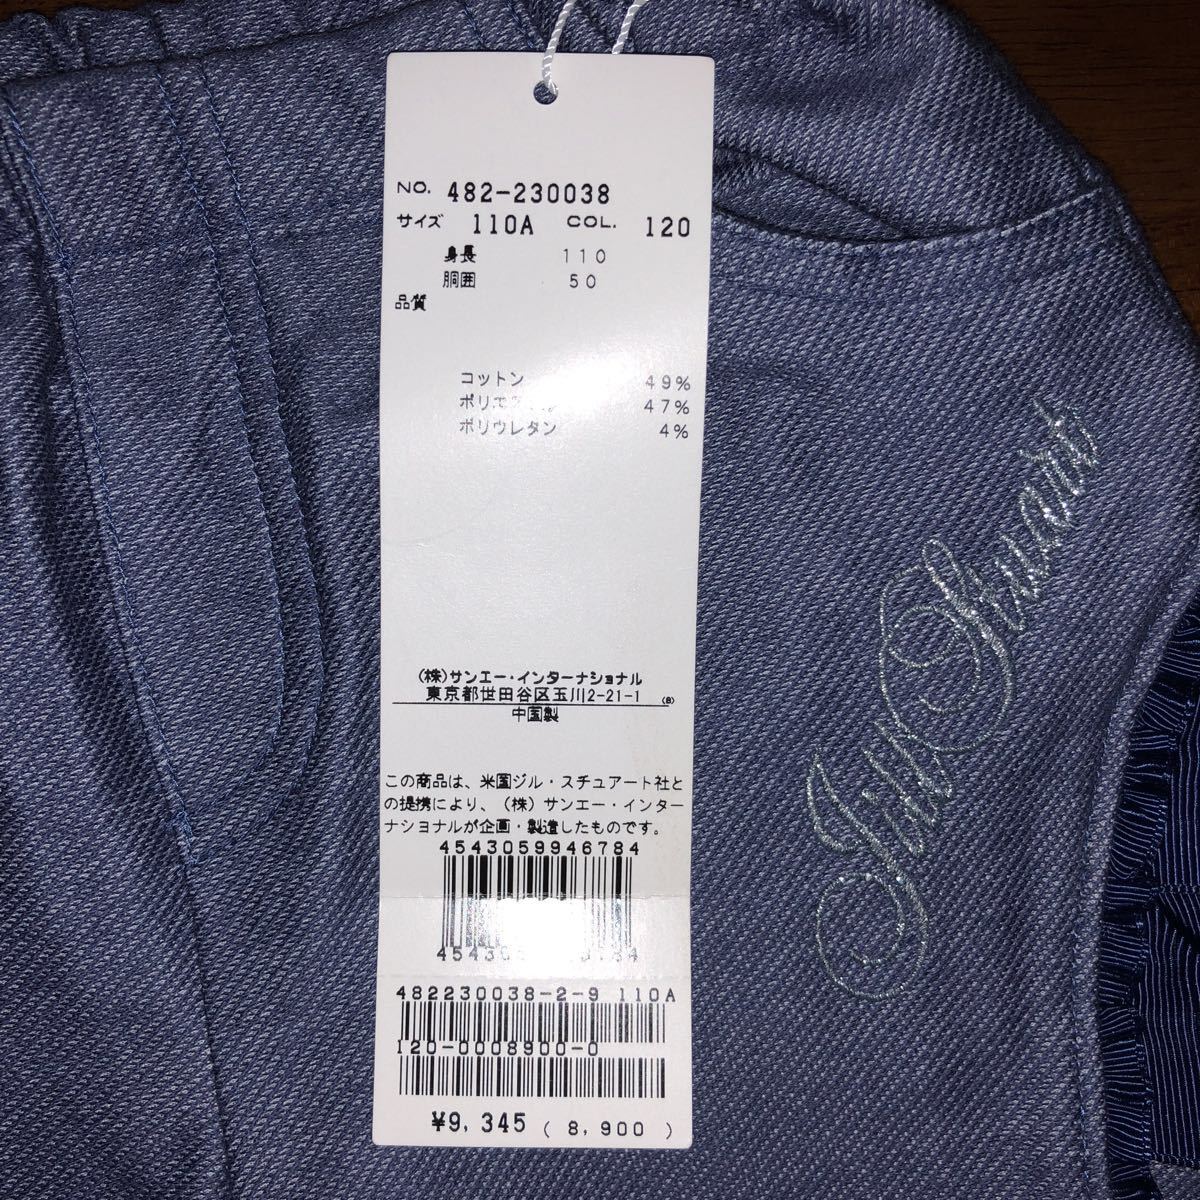 NO. 482-230038
サイズ 110A COL. 120
身長 110
胴囲 50
品質
コットン 49%
47%
ポリウレタン 4%
(株)サンエー・インターナショナル
東京都世田谷区玉川2-21-1 (B)
中国製
この商品は、米国ジル・スチュアート社と
の提携により、(株)サンエー・インター
ナショナルが企画・製造したものです。
4543059946784
482230038-2-9 110A
120-0008900-0
¥9,345 (8,900)
Jill Stuart